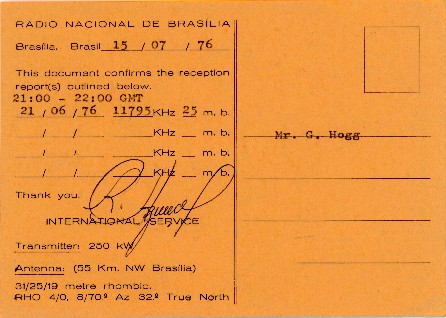 RADIO NACIONAL DE BRASÍLIA
Brasília, Brasil 15 / 07 / 76
This document confirms the reception
report(s) outlined below.
21:00 - 22:00 GMT
21 / 06 / 76 11795 KHz 25 m. b.
/ / KHz m. b.
/ / KHz m. b.
/ / KHz m. b.
Thank you.
INTERNATIONAL SERVICE
Transmitter: 250 kW
Antenna: (55 Km. NW Brasília)
31/25/19 metre rhombic.
RHO 4/0, 8/70.º Az 32.º True North
Mr. G. Hogg